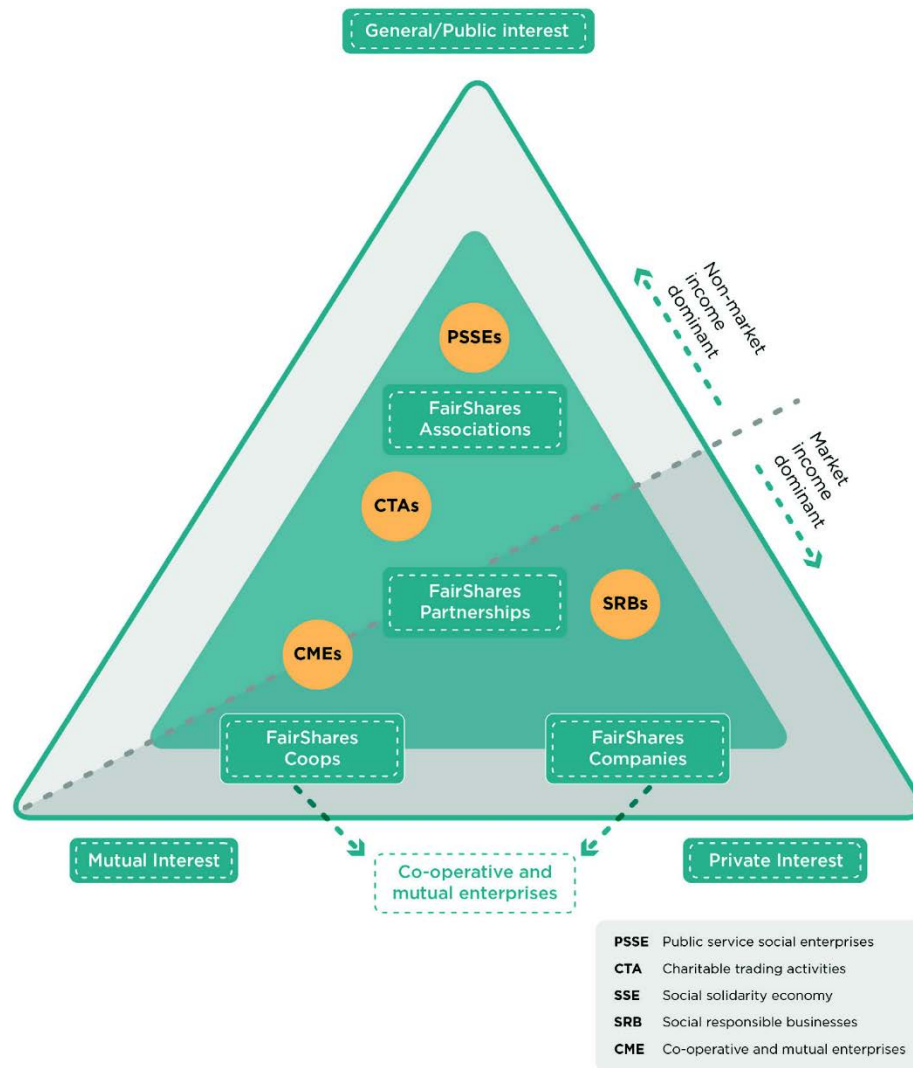 General/Public interest
Non-market
income
dominant
PSSEs
FairShares
Associations
Market
income
dominant
CTAs
FairShares
Partnerships
SRBs
CMEs
FairShares
Coops
FairShares
Companies
Mutual Interest
Co-operative and
mutual enterprises
Private Interest
PSSE Public service social enterprises
CTA Charitable trading activities
SSE Social solidarity economy
SRB Social responsible businesses
CME Co-operative and mutual enterprises